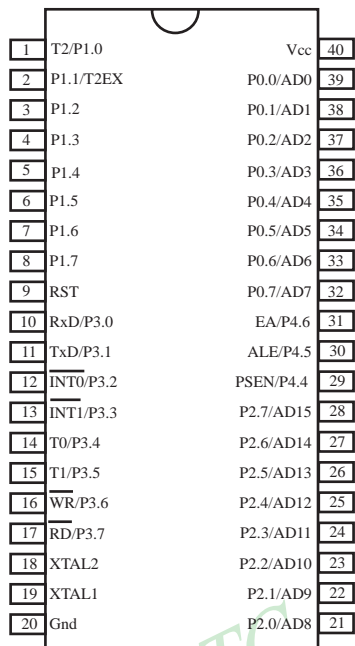 1 T2/P1.0 Vcc 40
2 P1.1/T2EX P0.0/AD0 39
3 P1.2 P0.1/AD1 38
4 P1.3 P0.2/AD2 37
5 P1.4 P0.3/AD3 36
6 P1.5 P0.4/AD4 35
7 P1.6 P0.5/AD5 34
8 P1.7 P0.6/AD6 33
9 RST P0.7/AD7 32
10 RxD/P3.0 EA/P4.6 31
11 TxD/P3.1 ALE/P4.5 30
12 INT0/P3.2 PSEN/P4.4 29
13 INT1/P3.3 P2.7/AD15 28
14 T0/P3.4 P2.6/AD14 27
15 T1/P3.5 P2.5/AD13 26
16 WR/P3.6 P2.4/AD12 25
17 RD/P3.7 P2.3/AD11 24
18 XTAL2 P2.2/AD10 23
19 XTAL1 P2.1/AD9 22
20 Gnd P2.0/AD8 21